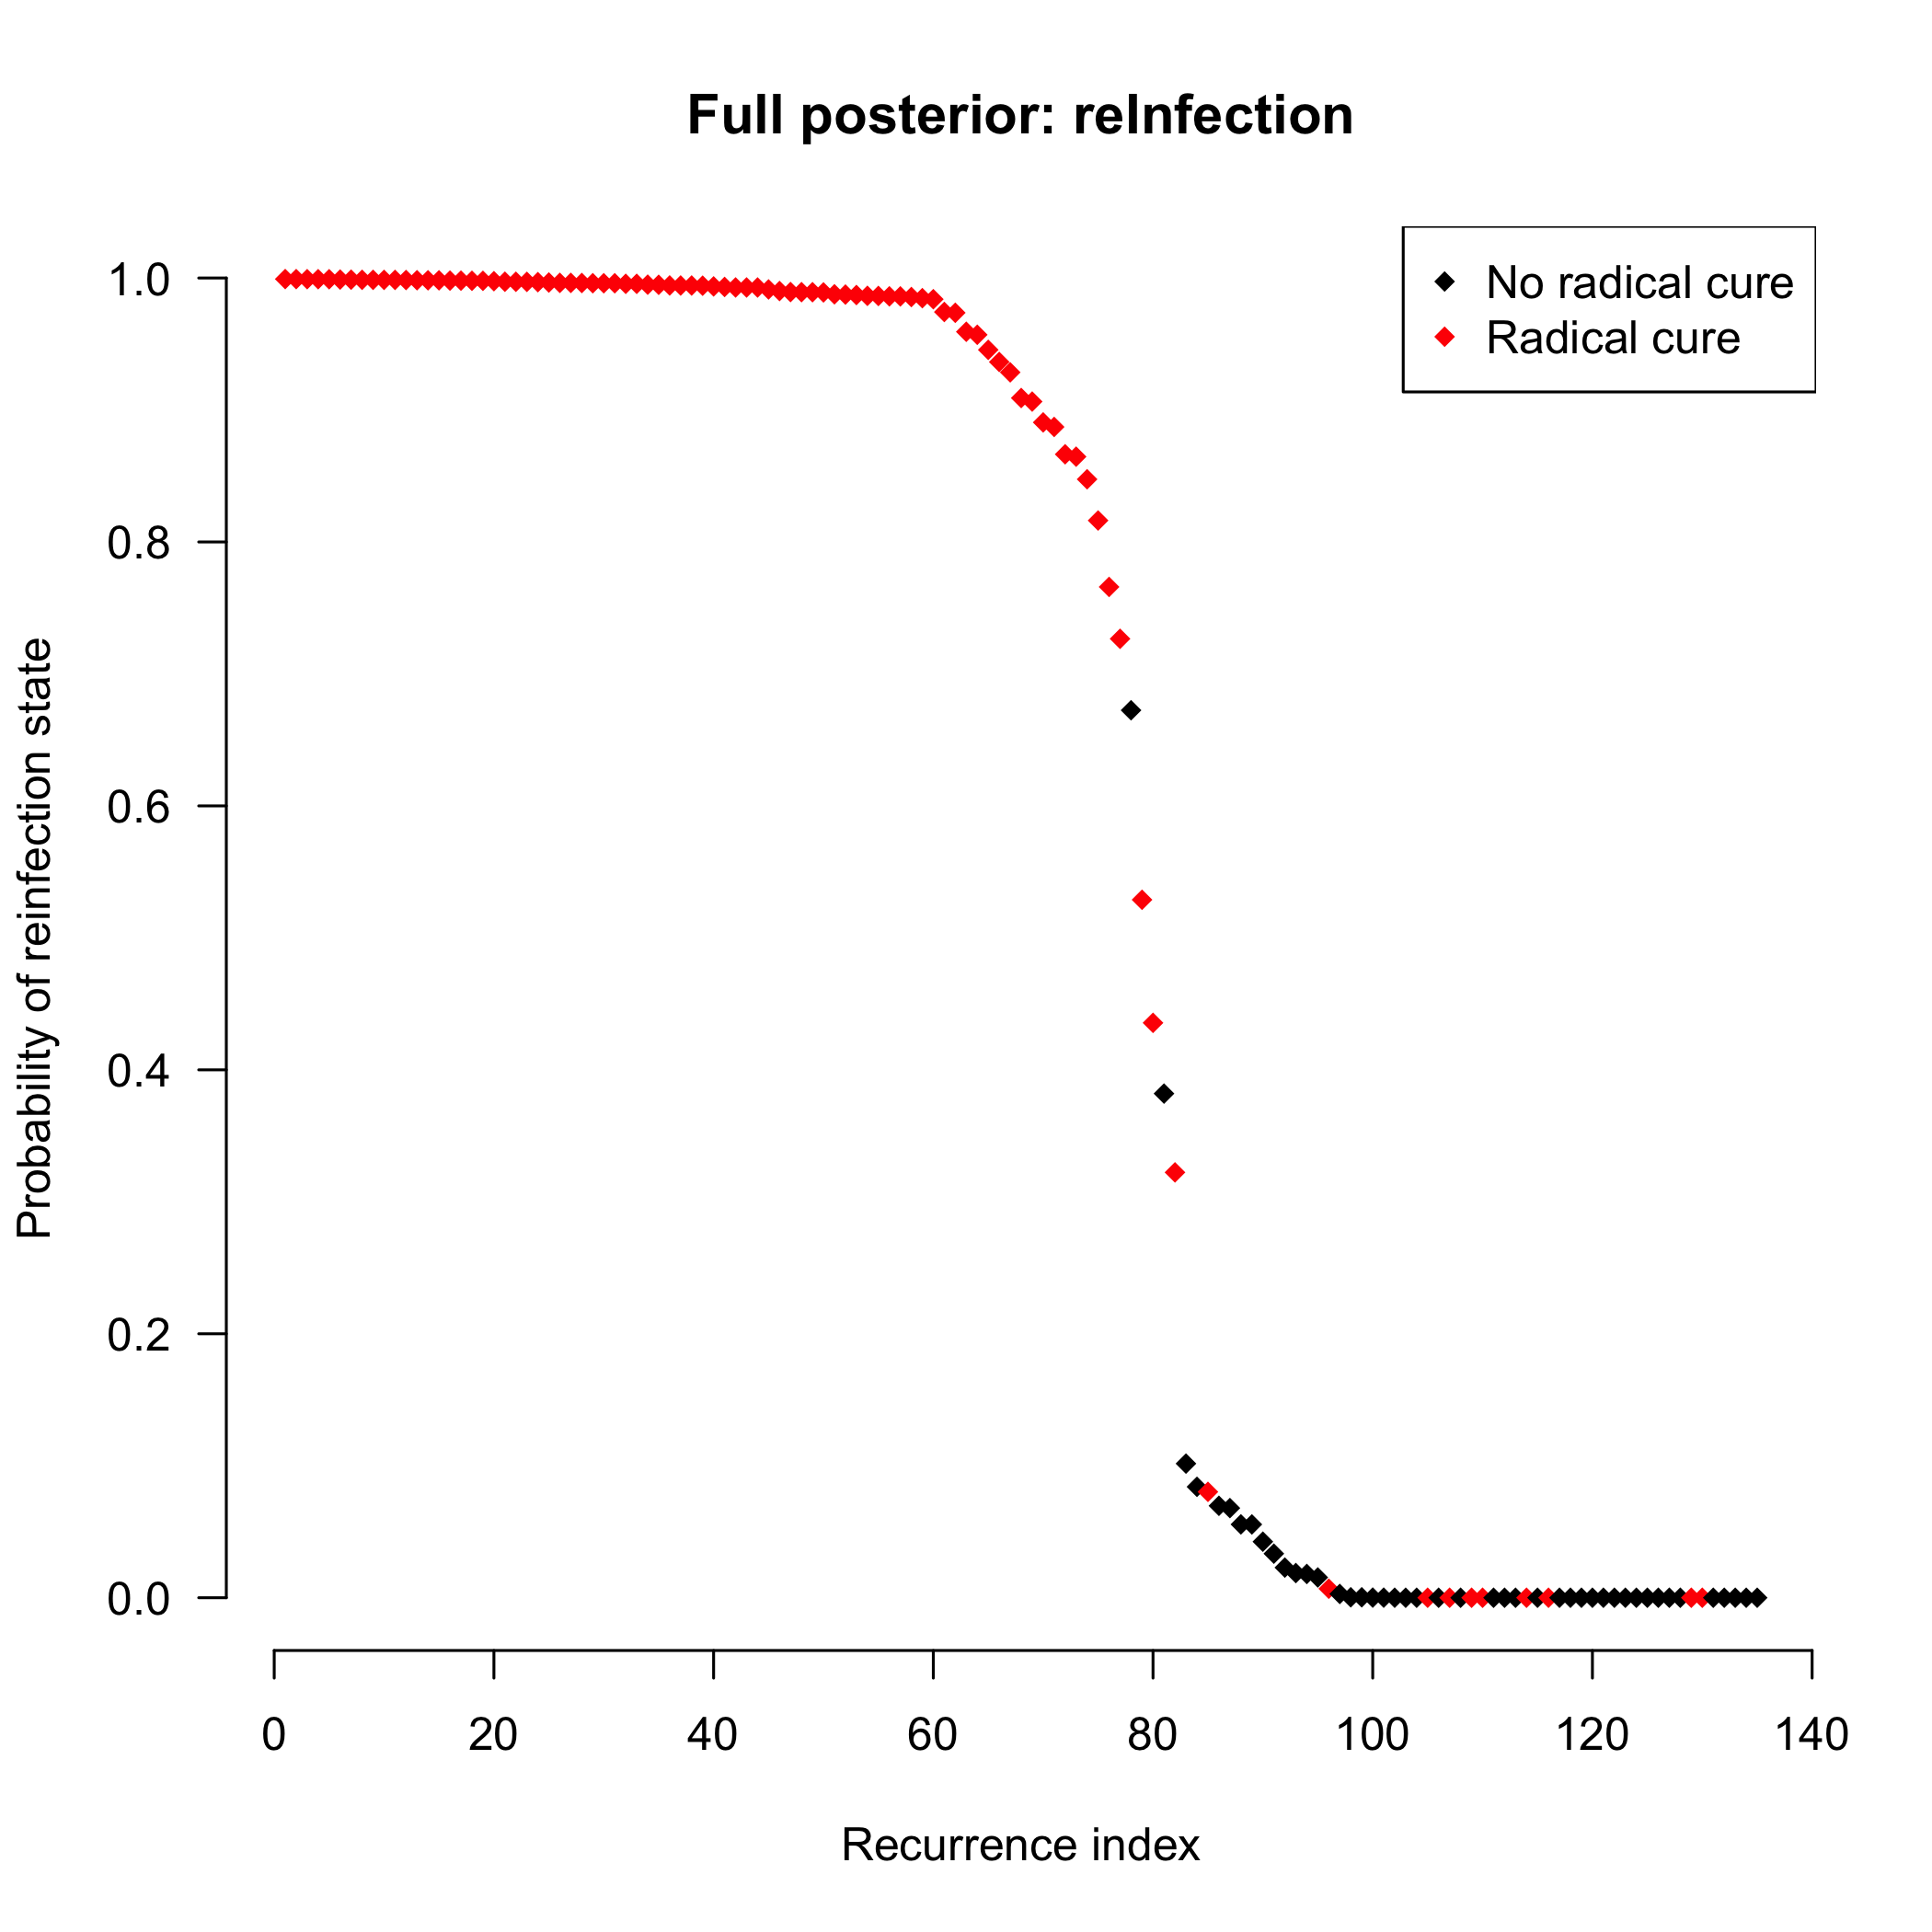 Full posterior: reInfection
No radical cure
Radical cure
1.0
0.8
0.6
0.4
0.2
0.0
Probability of reinfection state
0 20 40 60 80 100 120 140
Recurrence index